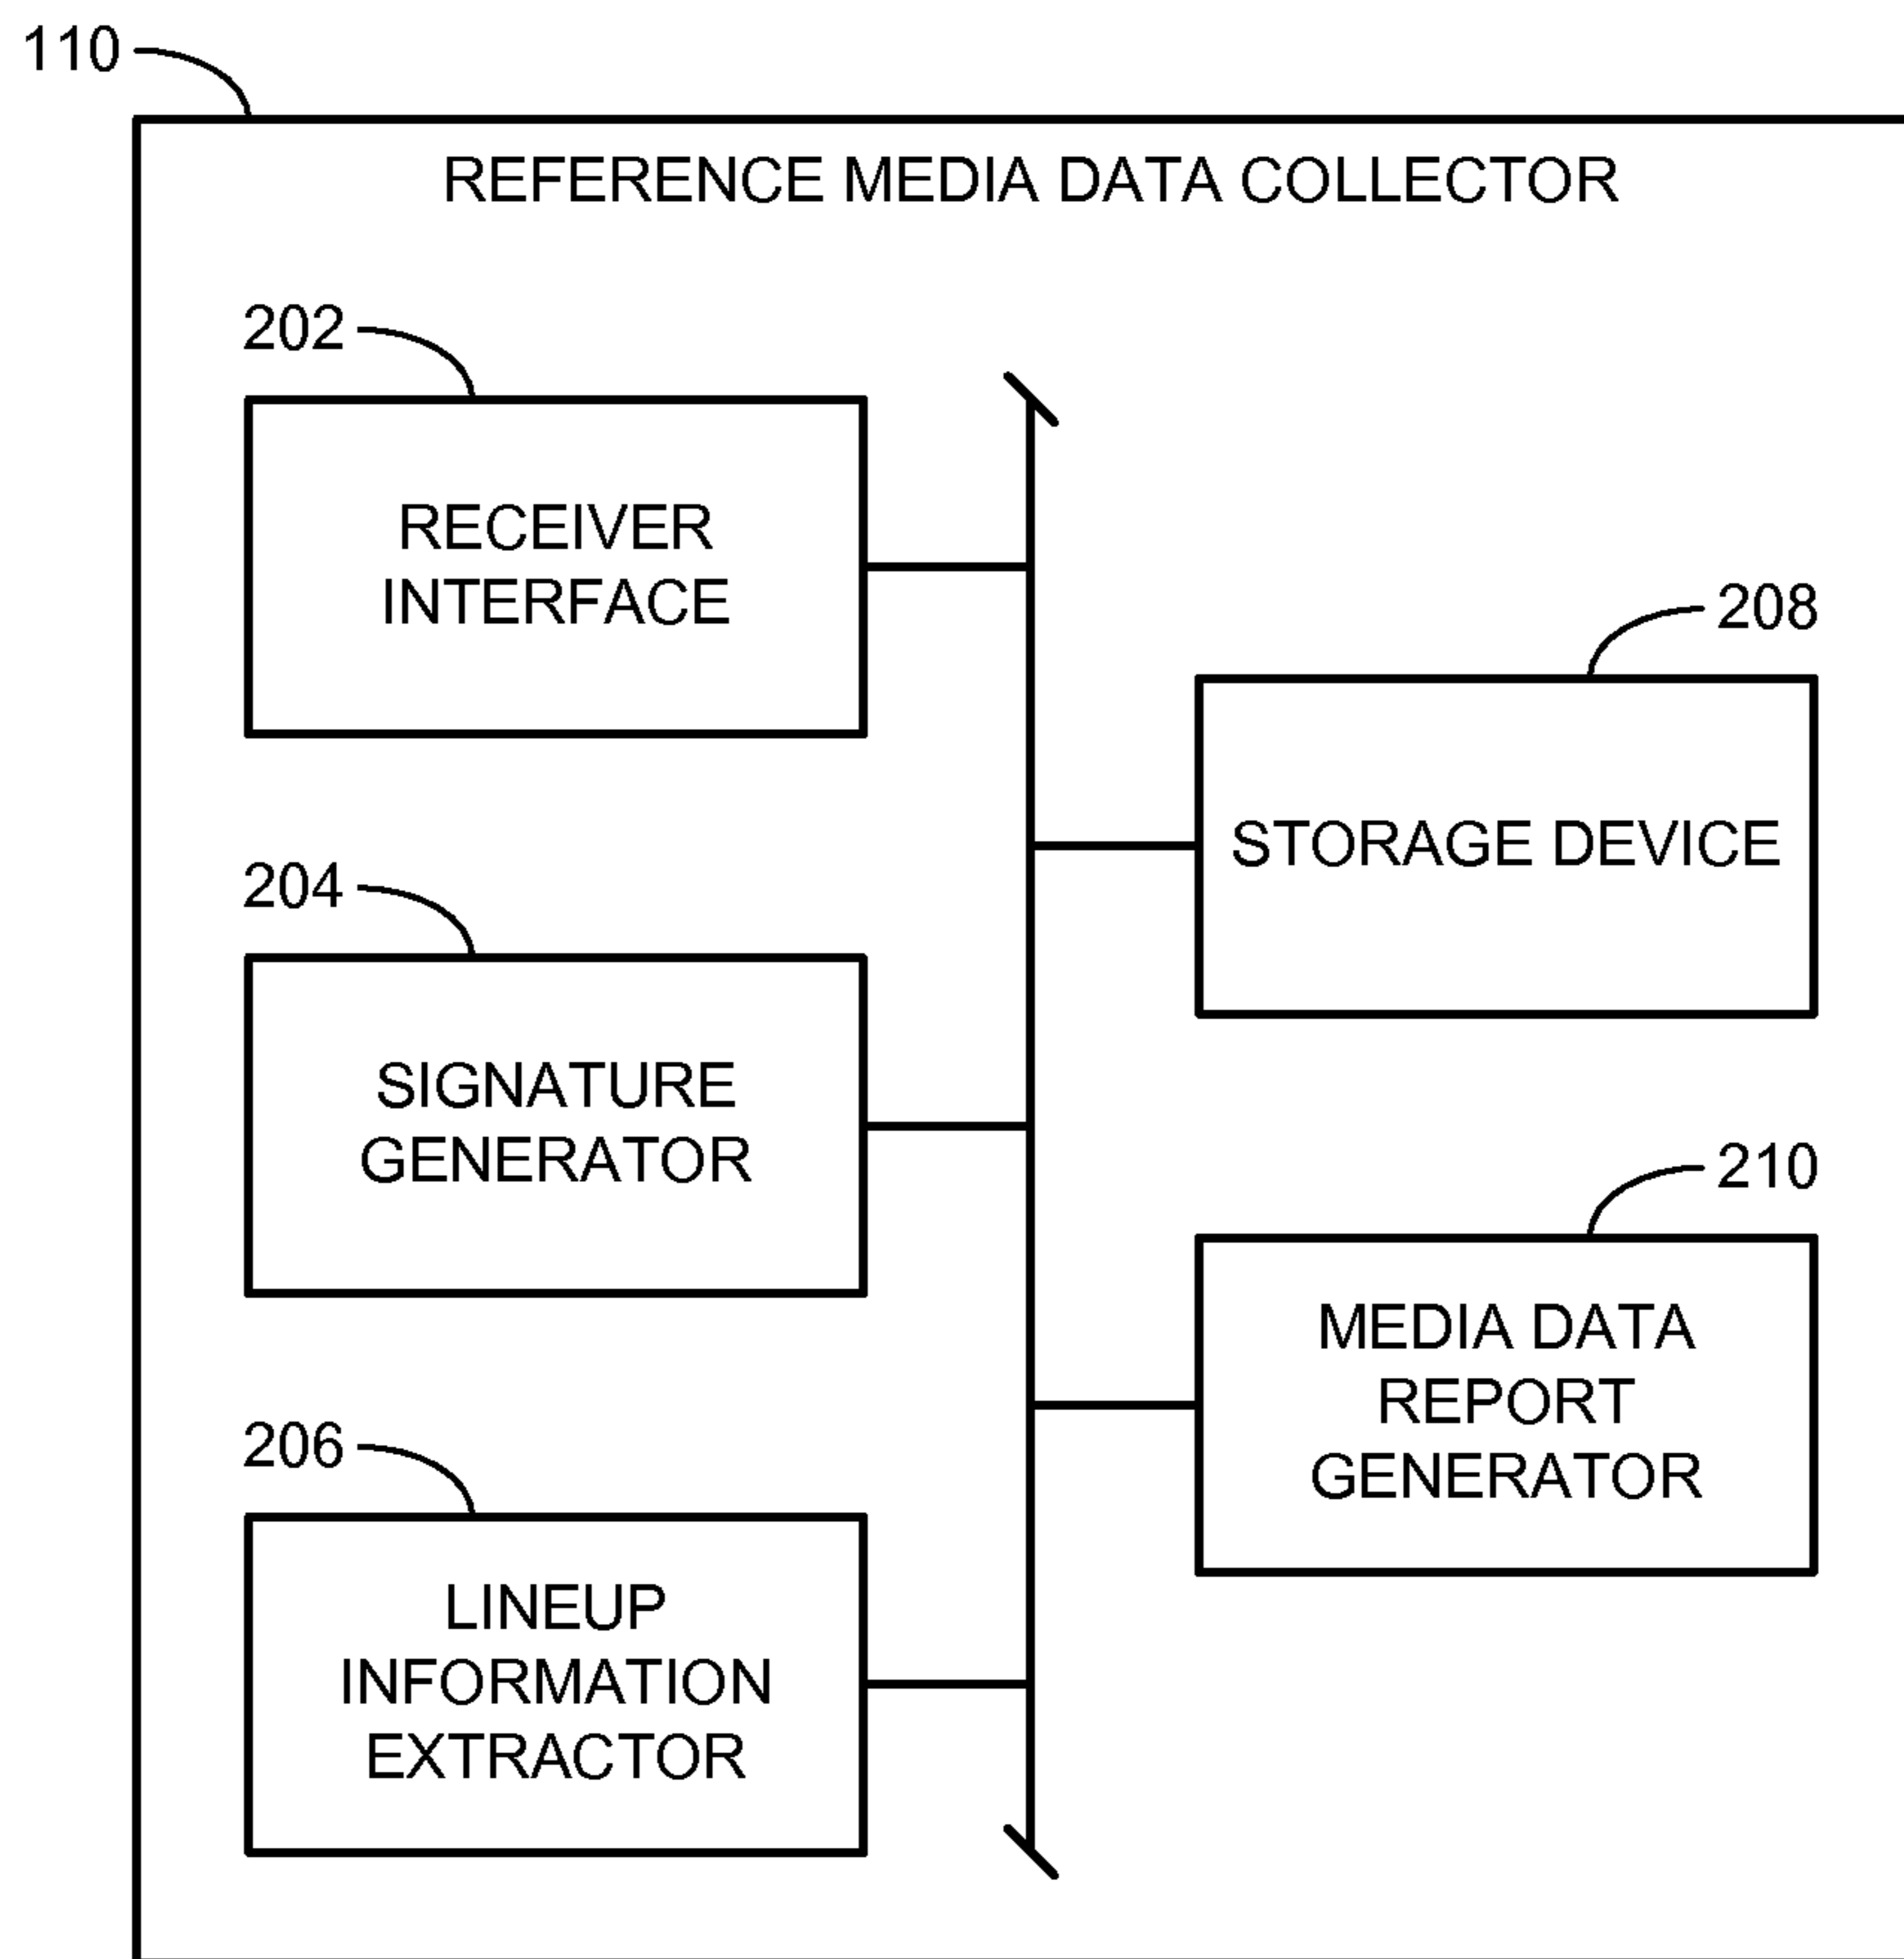 110
REFERENCE MEDIA DATA COLLECTOR
202
RECEIVER
INTERFACE
204
SIGNATURE
GENERATOR
206
LINEUP
INFORMATION
EXTRACTOR
208
STORAGE DEVICE
210
MEDIA DATA
REPORT
GENERATOR